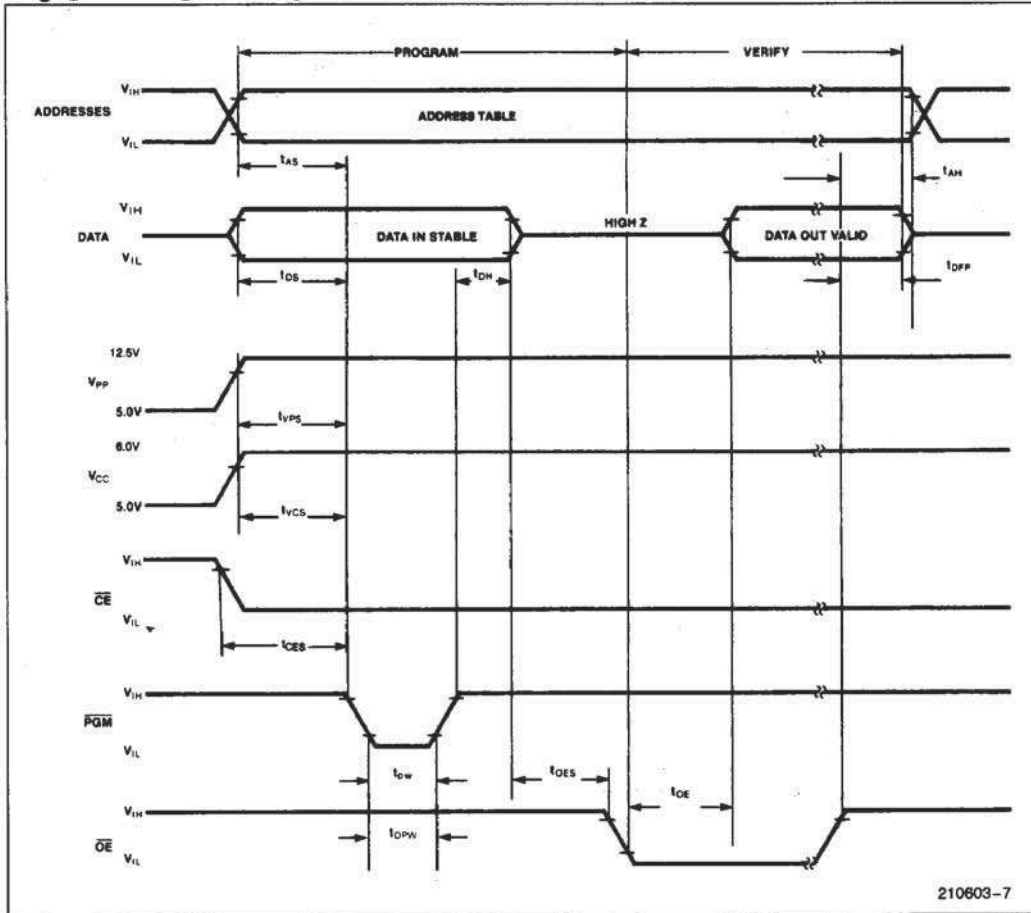 PROGRAM
VERIFY
VIH
ADDRESSES
ADDRESS TABLE
VIL
tAS
tAH
VIH
HIGH Z
DATA
DATA IN STABLE
DATA OUT VALID
VIL
tDS
tDH
tDFP
12.5V
VPP
5.0V
tVPS
6.0V
VCC
5.0V
tVCS
VIH
CE
VIL
tCES
VIH
PGM
VIL
tPW
tOES
tOE
VIH
OE
VIL
tOPW
210603-7